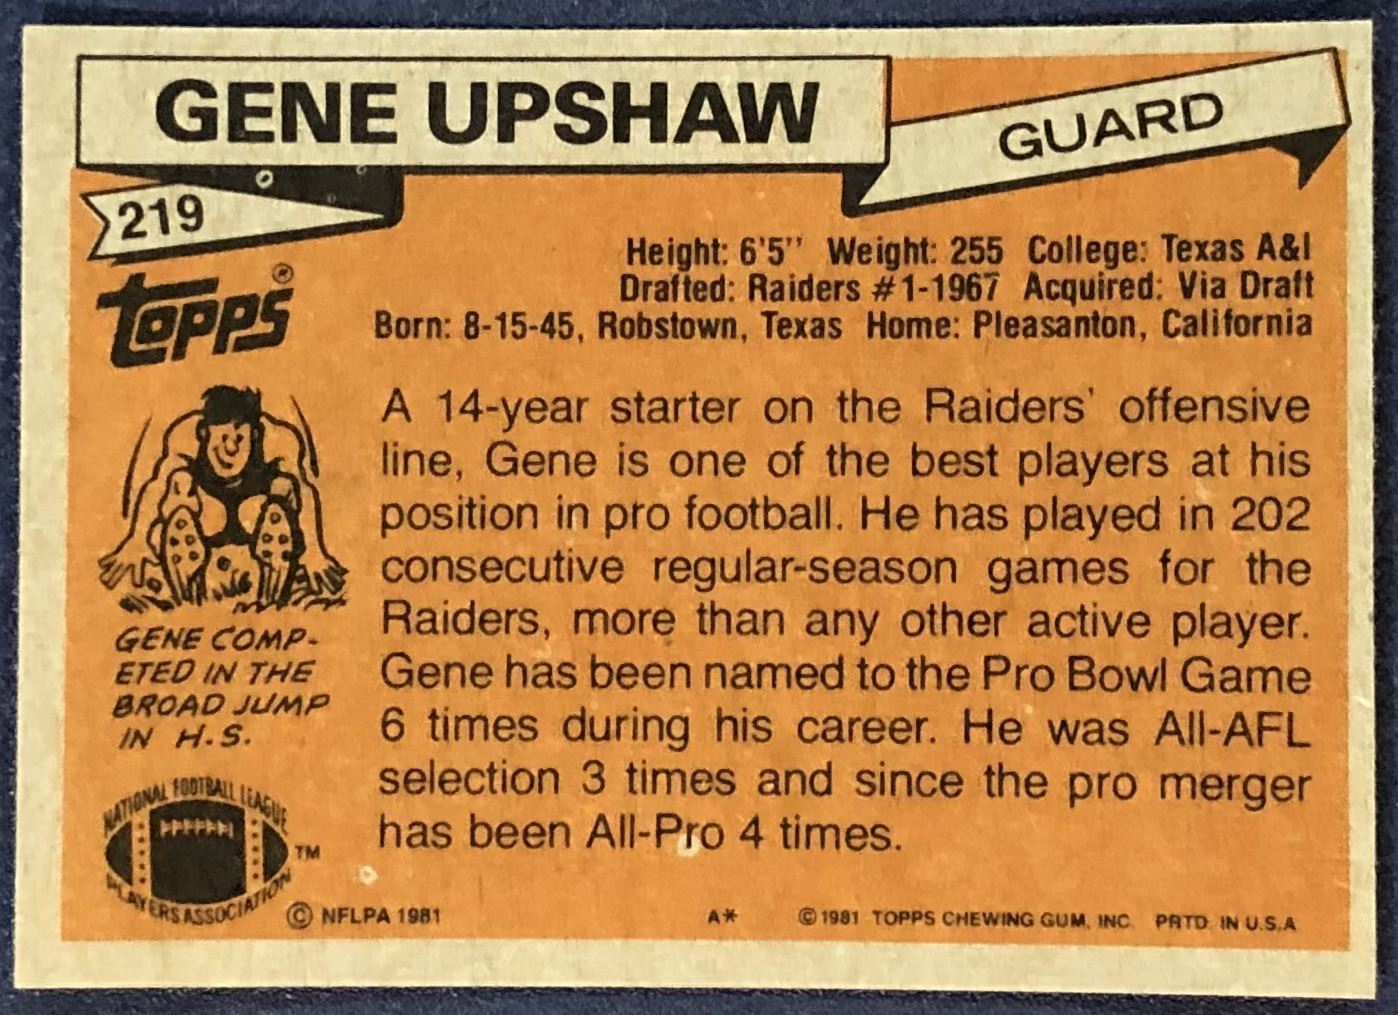 GENE UPSHAW
GUARD
219
TOPPS®
Height: 6'5'' Weight: 255 College: Texas A&I
Drafted: Raiders #1-1967 Acquired: Via Draft
Born: 8-15-45, Robstown, Texas Home: Pleasanton, California
A 14-year starter on the Raiders' offensive
line, Gene is one of the best players at his
position in pro football. He has played in 202
consecutive regular-season games for the
Raiders, more than any other active player.
Gene has been named to the Pro Bowl Game
6 times during his career. He was All-AFL
selection 3 times and since the pro merger
has been All-Pro 4 times.
GENE COMP-
ETED IN THE
BROAD JUMP
IN H.S.
NATIONAL FOOTBALL LEAGUE
PLAYERS ASSOCIATION
TM
© NFLPA 1981
A* © 1981 TOPPS CHEWING GUM, INC. PRTD. IN U.S.A